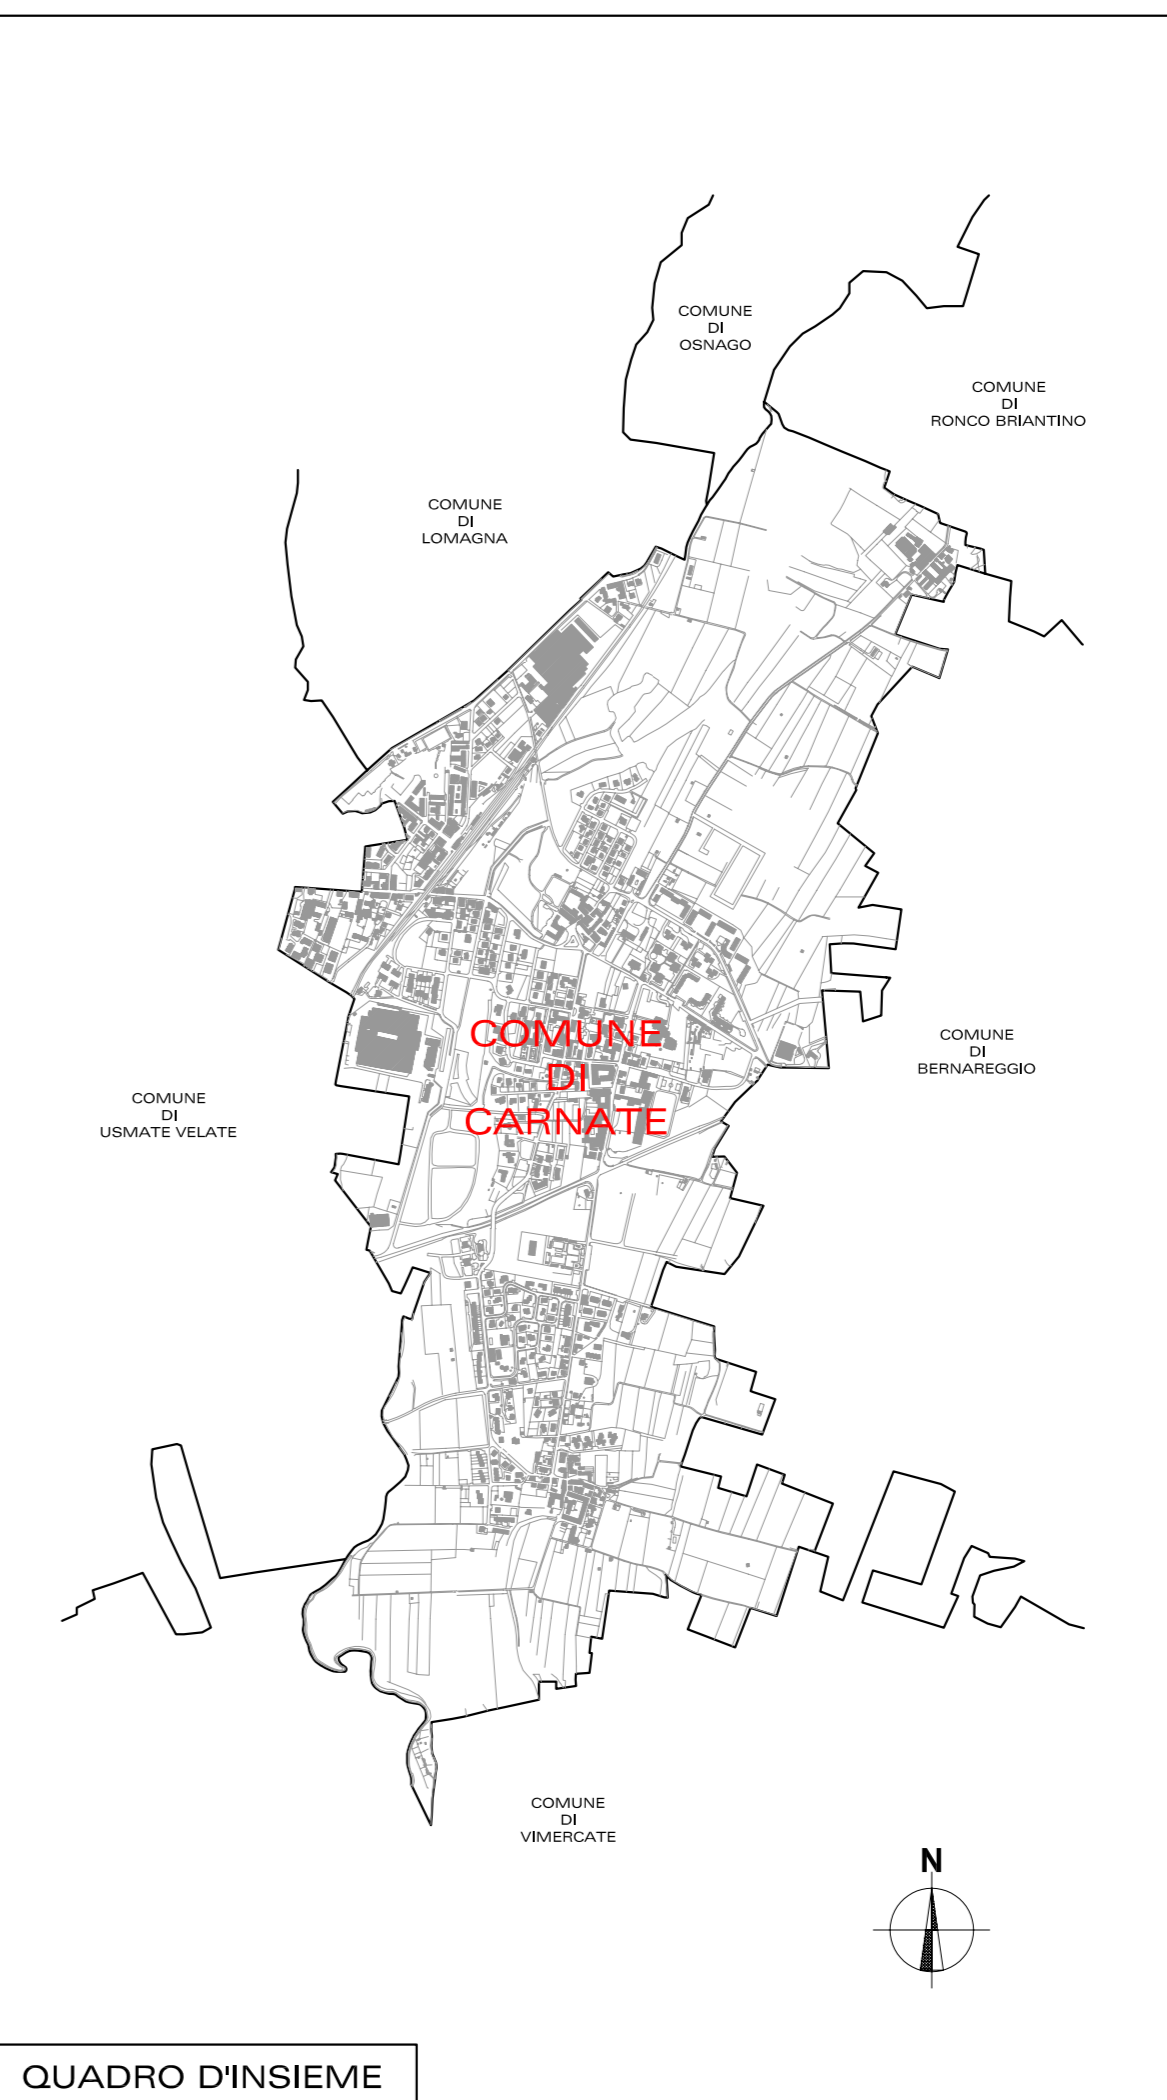 COMUNE
DI
OSNAGO
COMUNE
DI
RONCO BRIANTINO
COMUNE
DI
LOMAGNA
COMUNE
DI
CARNATE
COMUNE
DI
BERNAREGGIO
COMUNE
DI
USMATE VELATE
COMUNE
DI
VIMERCATE
N
QUADRO D'INSIEME